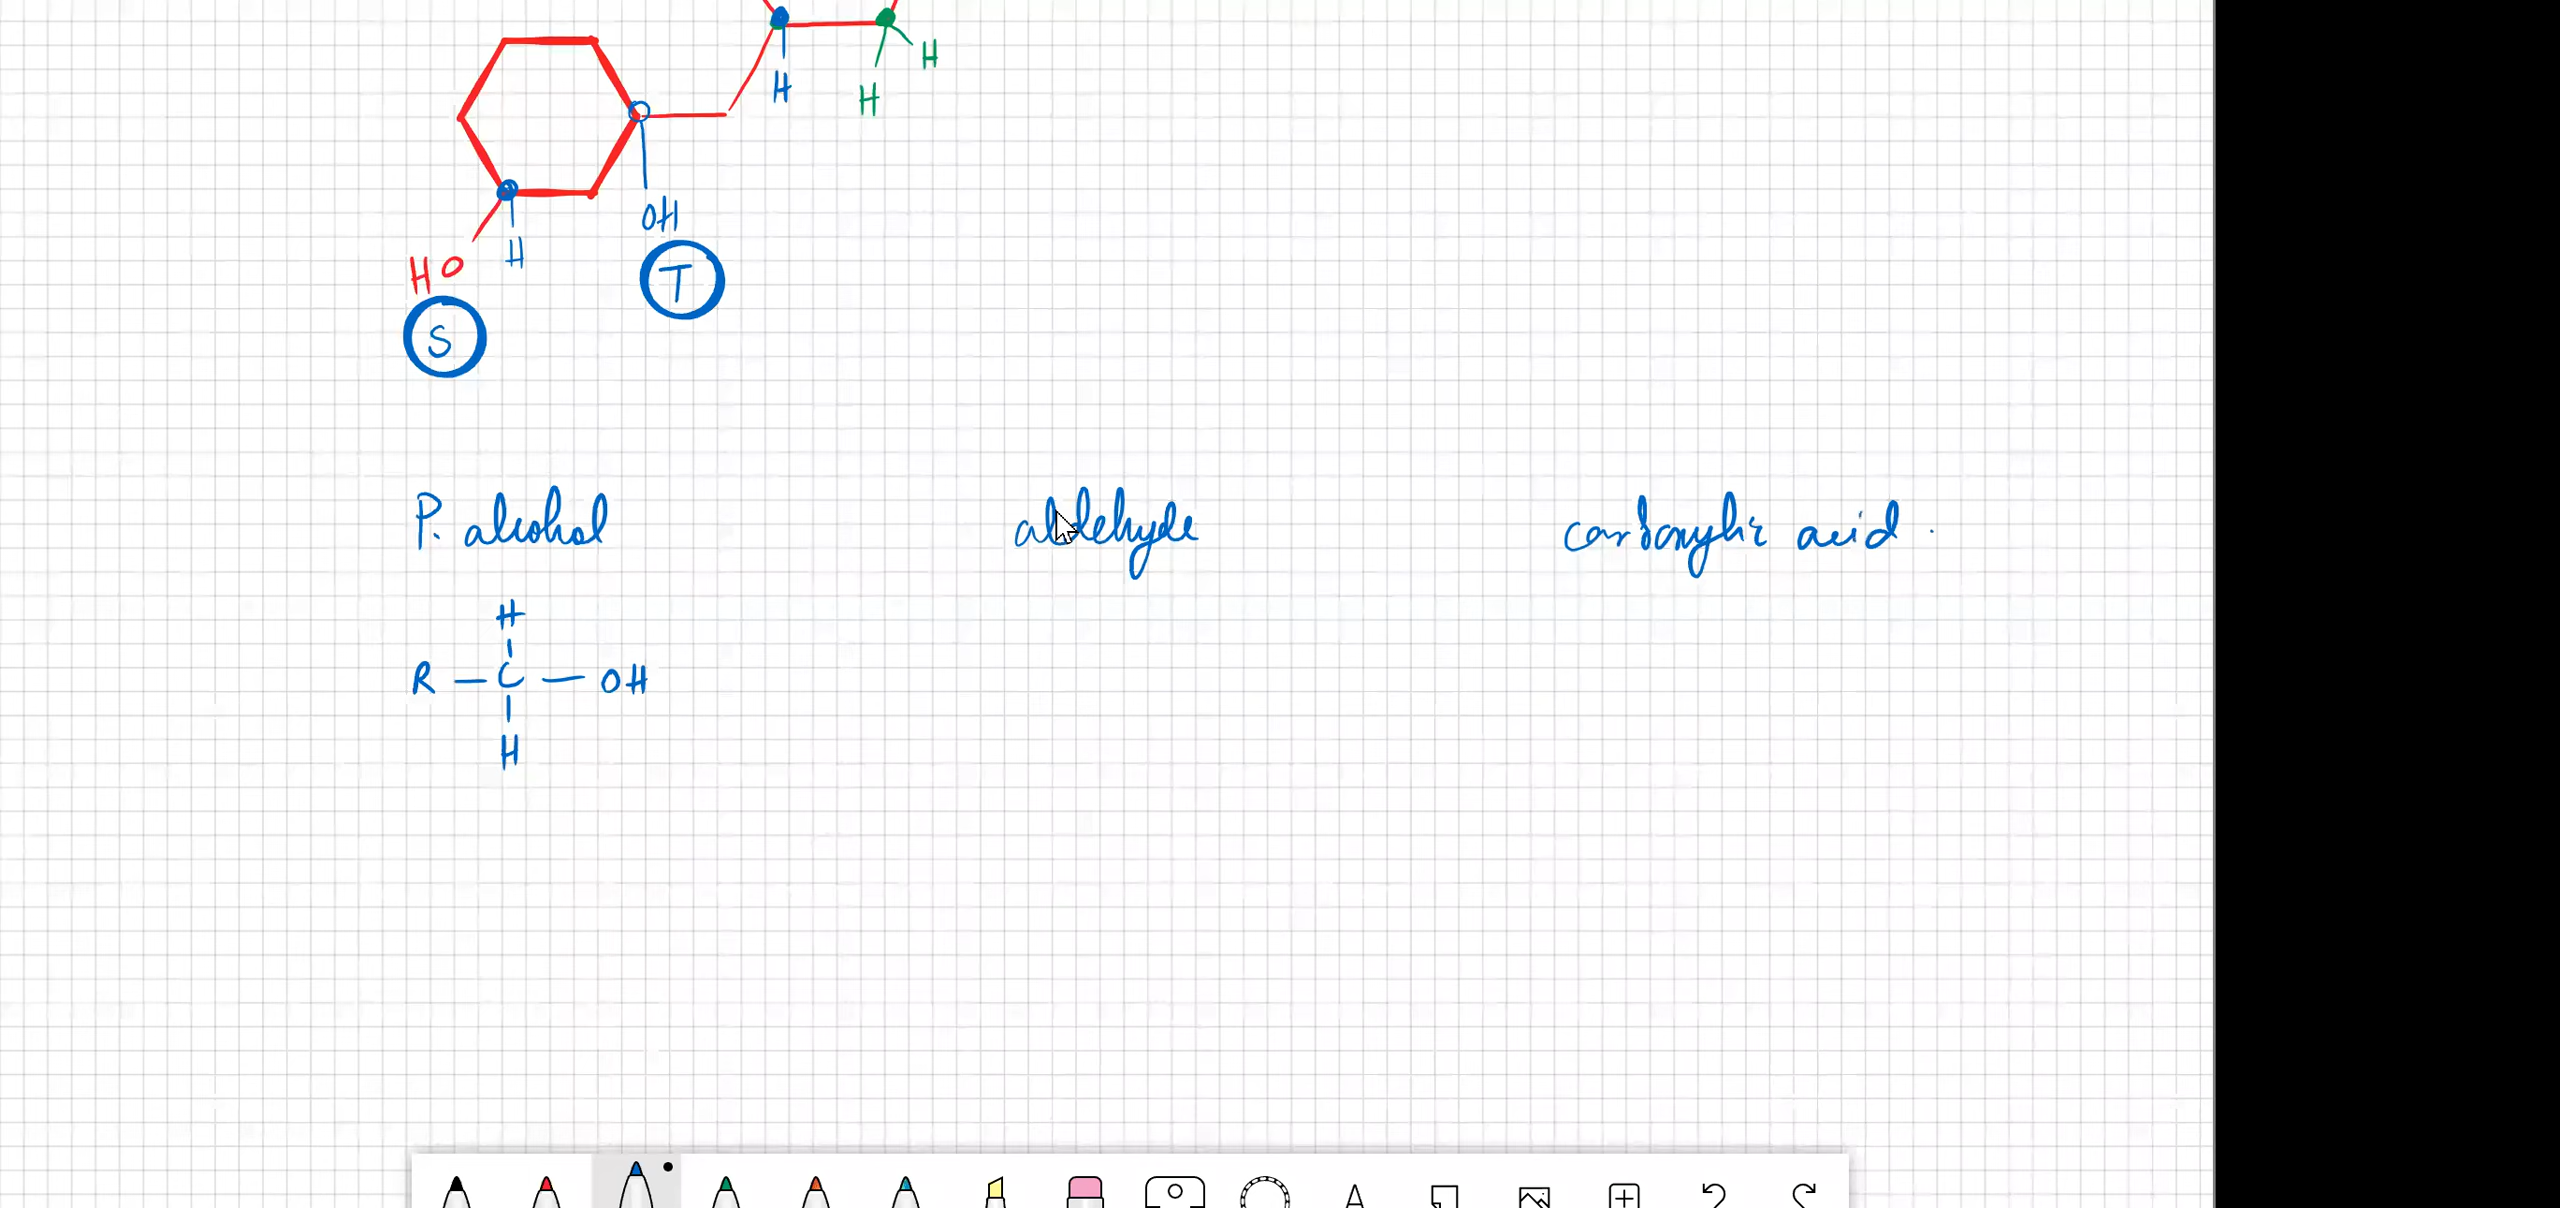 H
H
H
OH
H
HO
T
S
P. alcohol aldehyde carboxylic acid.
H
R — C — OH
H